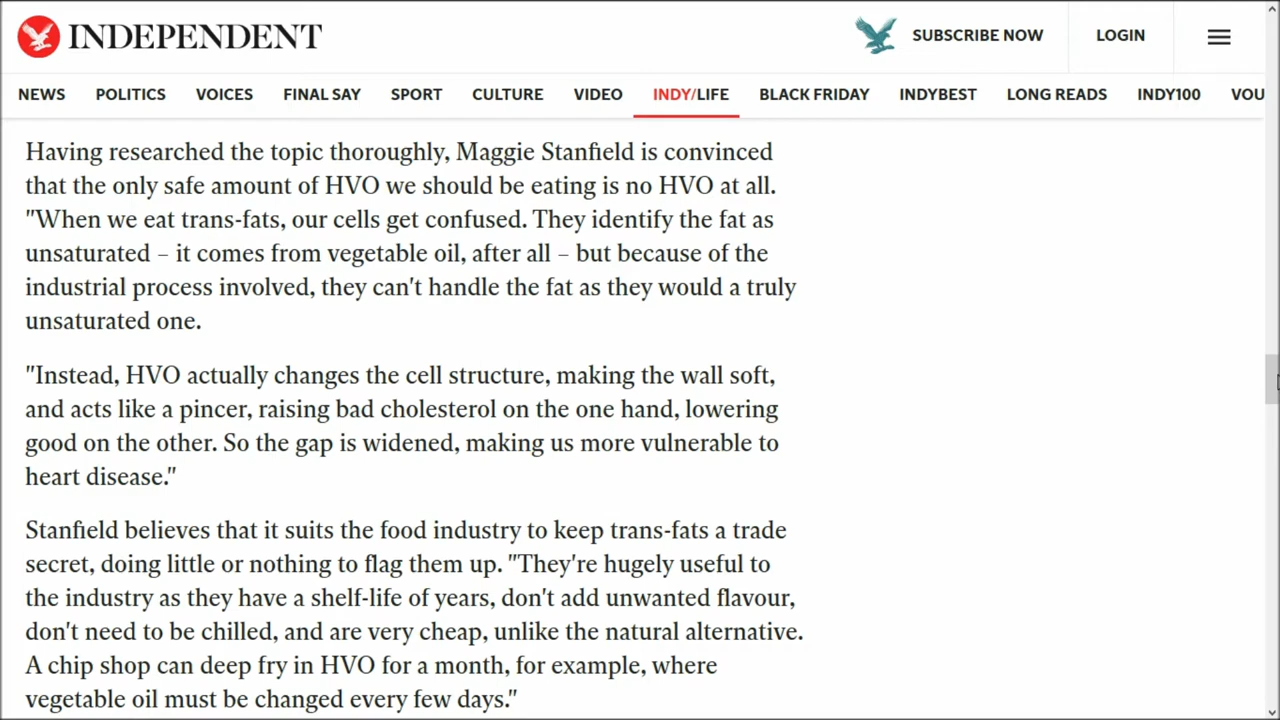 INDEPENDENT
SUBSCRIBE NOW
LOGIN
NEWS POLITICS VOICES FINAL SAY SPORT CULTURE VIDEO INDY/LIFE BLACK FRIDAY INDYBEST LONG READS INDY100 VOU
Having researched the topic thoroughly, Maggie Stanfield is convinced
that the only safe amount of HVO we should be eating is no HVO at all.
"When we eat trans-fats, our cells get confused. They identify the fat as
unsaturated – it comes from vegetable oil, after all – but because of the
industrial process involved, they can't handle the fat as they would a truly
unsaturated one.
"Instead, HVO actually changes the cell structure, making the wall soft,
and acts like a pincer, raising bad cholesterol on the one hand, lowering
good on the other. So the gap is widened, making us more vulnerable to
heart disease."
Stanfield believes that it suits the food industry to keep trans-fats a trade
secret, doing little or nothing to flag them up. "They're hugely useful to
the industry as they have a shelf-life of years, don't add unwanted flavour,
don't need to be chilled, and are very cheap, unlike the natural alternative.
A chip shop can deep fry in HVO for a month, for example, where
vegetable oil must be changed every few days."